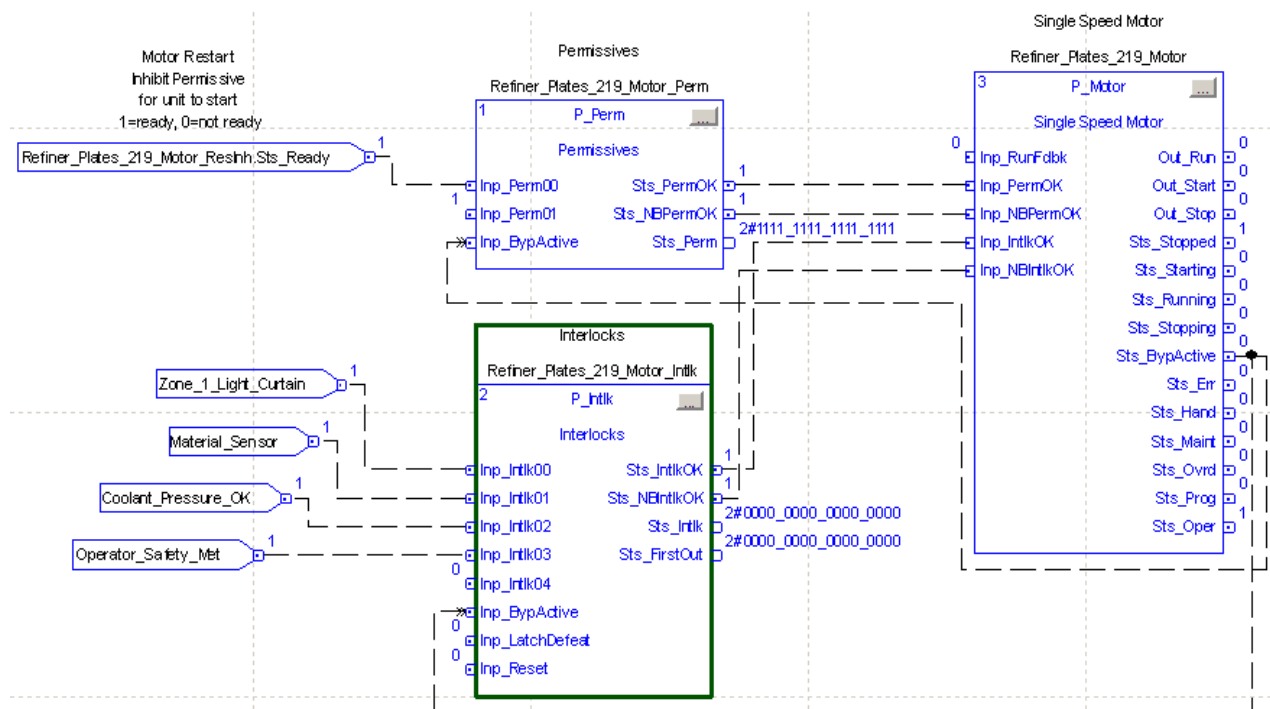 Motor Restart
Inhibit Permissive
for unit to start
1=ready, 0=not ready
Refiner_Plates_219_Motor_ResInh.Sts_Ready
1
Permissives
Refiner_Plates_219_Motor_Perm
1
P_Perm
...
Permissives
Inp_Perm00
Sts_PermOK
1
1
Inp_Perm01
Sts_NBPermOK
1
Inp_BypActive
Sts_Perm
2#1111_1111_1111_1111
Single Speed Motor
Refiner_Plates_219_Motor
3
P_Motor
...
Single Speed Motor
0
Inp_RunFdbk
Out_Run
0
Inp_PermOK
Out_Start
0
Inp_NBPermOK
Out_Stop
0
Inp_IntlkOK
Sts_Stopped
1
Inp_NBIntlkOK
Sts_Starting
0
Sts_Running
0
Sts_Stopping
0
Sts_BypActive
0
Sts_Err
0
Sts_Hand
0
Sts_Maint
0
Sts_Ovrd
0
Sts_Prog
0
Sts_Oper
1
Zone_1_Light_Curtain
1
Material_Sensor
1
Coolant_Pressure_OK
1
Operator_Safety_Met
1
Interlocks
Refiner_Plates_219_Motor_Intlk
2
P_Intlk
...
Interlocks
Inp_Intlk00
Sts_IntlkOK
1
Inp_Intlk01
Sts_NBIntlkOK
1
Inp_Intlk02
Sts_Intlk
2#0000_0000_0000_0000
Inp_Intlk03
Sts_FirstOut
2#0000_0000_0000_0000
0
Inp_Intlk04
Inp_BypActive
0
Inp_LatchDefeat
0
Inp_Reset